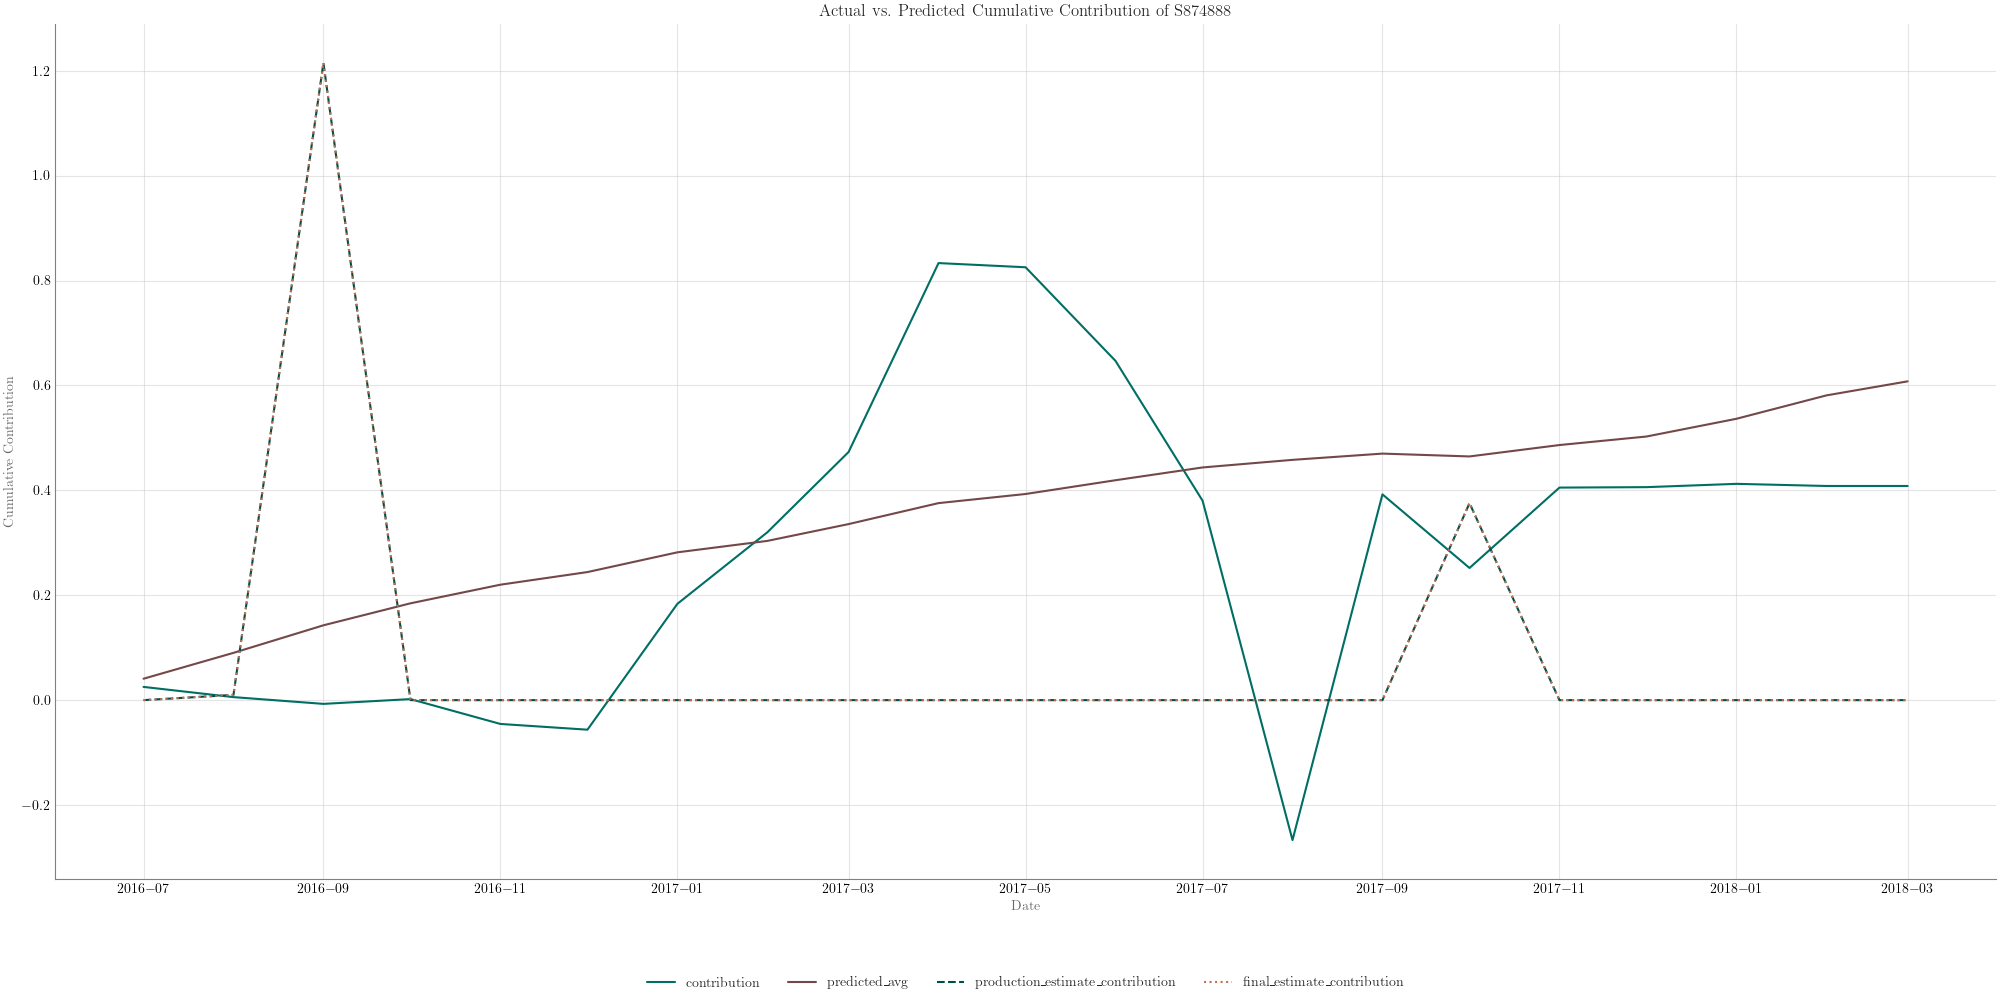 Actual vs. Predicted Cumulative Contribution of S874888
1.2
1.0
0.8
0.6
0.4
0.2
0.0
−0.2
Cumulative Contribution
2016−07 2016−09 2016−11 2017−01 2017−03 2017−05 2017−07 2017−09 2017−11 2018−01 2018−03
Date
contribution predicted_avg production_estimate_contribution final_estimate_contribution